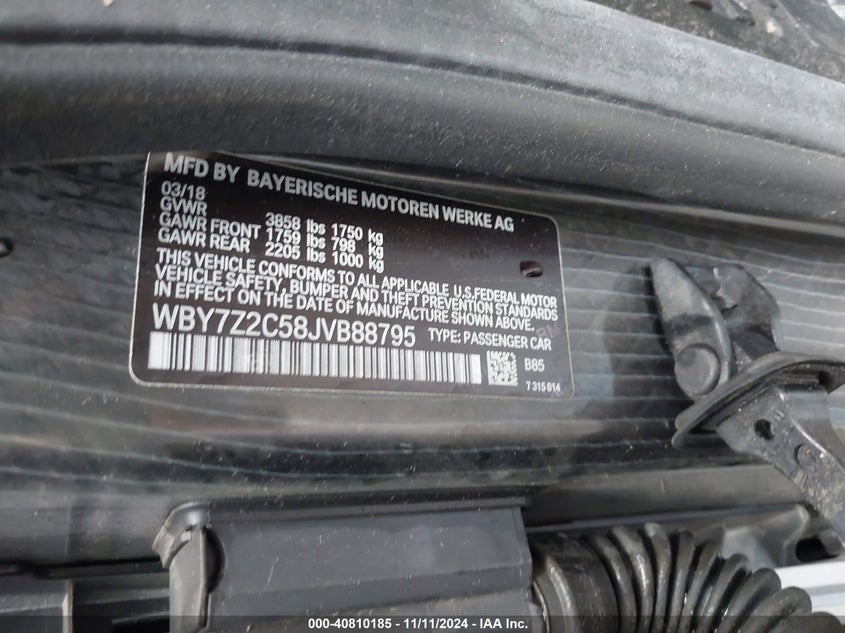 MFD BY BAYERISCHE MOTOREN WERKE AG
03/18
GVWR 3858 lbs 1750 kg
GAWR FRONT 1759 lbs 798 kg
GAWR REAR 2205 lbs 1000 kg
THIS VEHICLE CONFORMS TO ALL APPLICABLE U.S.FEDERAL MOTOR
VEHICLE SAFETY, BUMPER AND THEFT PREVENTION STANDARDS
IN EFFECT ON THE DATE OF MANUFACTURE SHOWN ABOVE.
WBY7Z2C58JVB88795 TYPE: PASSENGER CAR
B85
7 315 814
000-40810185 - 11/11/2024 - IAA Inc.